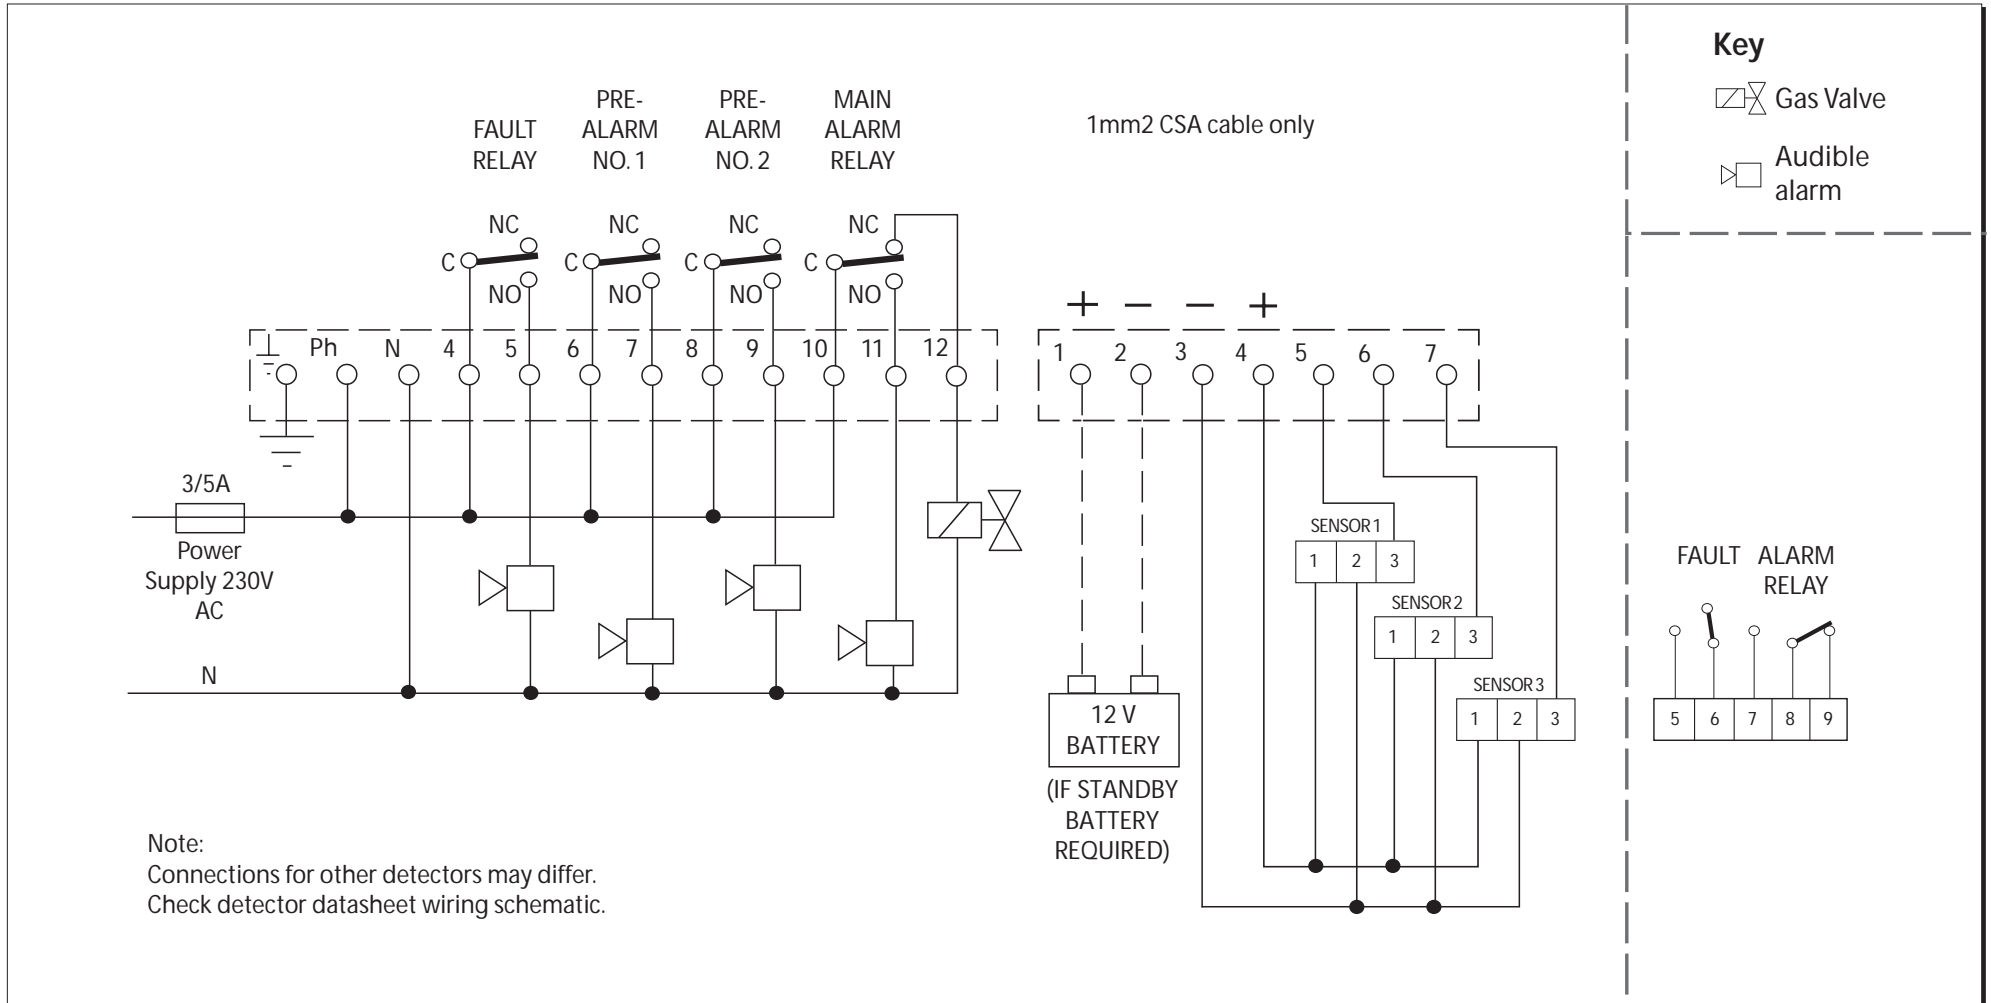 Key
Gas Valve
Audible
alarm
FAULT
RELAY
PRE-
ALARM
NO. 1
PRE-
ALARM
NO. 2
MAIN
ALARM
RELAY
1mm2 CSA cable only
NC NC NC NC
C C C C
NO NO NO NO
+ − − +
Ph N 4 5 6 7 8 9 10 11 12
1 2 3 4 5 6 7
3/5A
Power
Supply 230V
AC
N
SENSOR 1
1 2 3
SENSOR 2
1 2 3
SENSOR 3
1 2 3
12 V
BATTERY
(IF STANDBY
BATTERY
REQUIRED)
FAULT ALARM
RELAY
5 6 7 8 9
Note:
Connections for other detectors may differ.
Check detector datasheet wiring schematic.